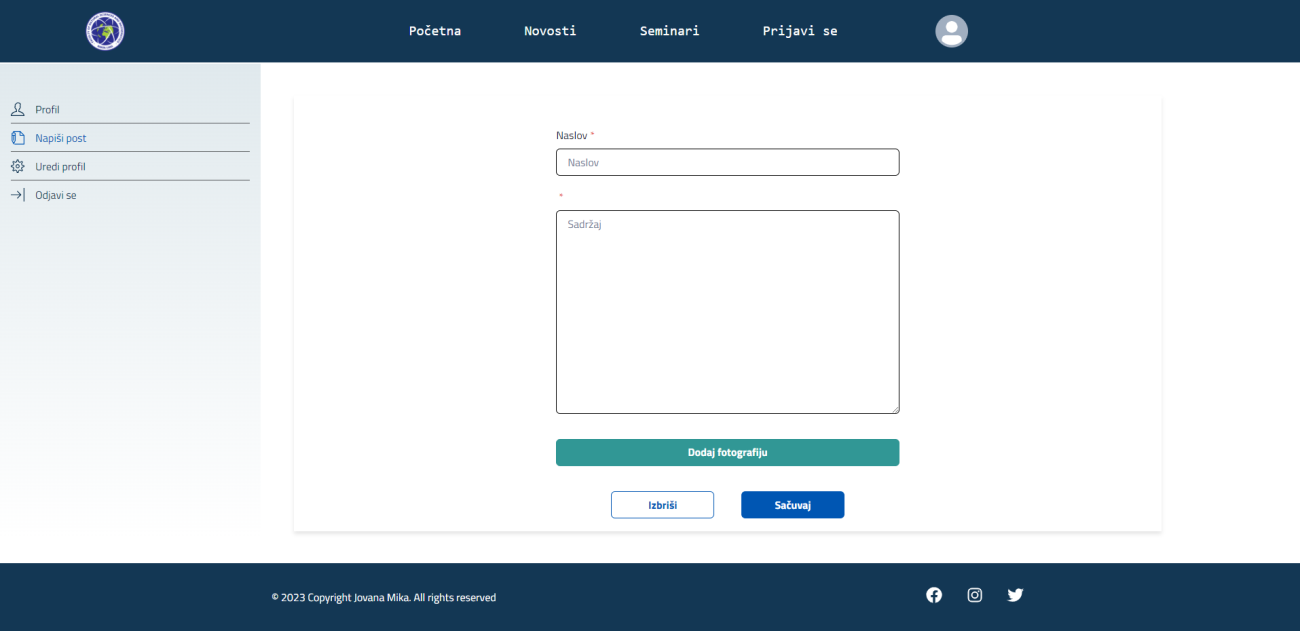 Početna Novosti Seminari Prijavi se
Profil
Napiši post
Uredi profil
Odjavi se
Naslov *
Naslov
*
Sadržaj
Dodaj fotografiju
Izbriši Sačuvaj
© 2023 Copyright Jovana Mika. All rights reserved